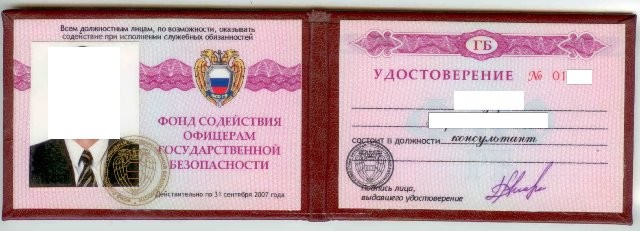 Всем должностным лицам, по возможности, оказывать
содействие при исполнении служебных обязанностей
ФОНД СОДЕЙСТВИЯ
ОФИЦЕРАМ
ГОСУДАРСТВЕННОЙ
БЕЗОПАСНОСТИ
Действительно по 31 сентября 2007 года
ГБ
УДОСТОВЕРЕНИЕ № 01
состоит в должности консультант
Подпись лица,
выдавшего удостоверение